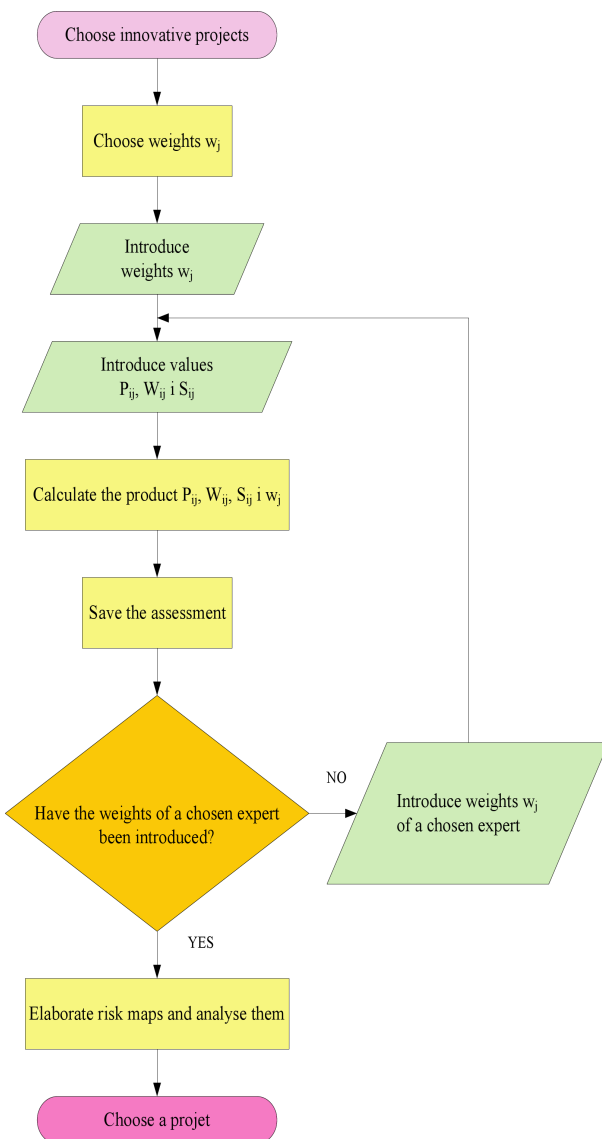 Choose innovative projects
Choose weights wj
Introduce
weights wj
Introduce values
Pij, Wij i Sij
Calculate the product Pij, Wij, Sij i wj
Save the assessment
Have the weights of a chosen expert
been introduced?
NO
Introduce weights wj
of a chosen expert
YES
Elaborate risk maps and analyse them
Choose a projet